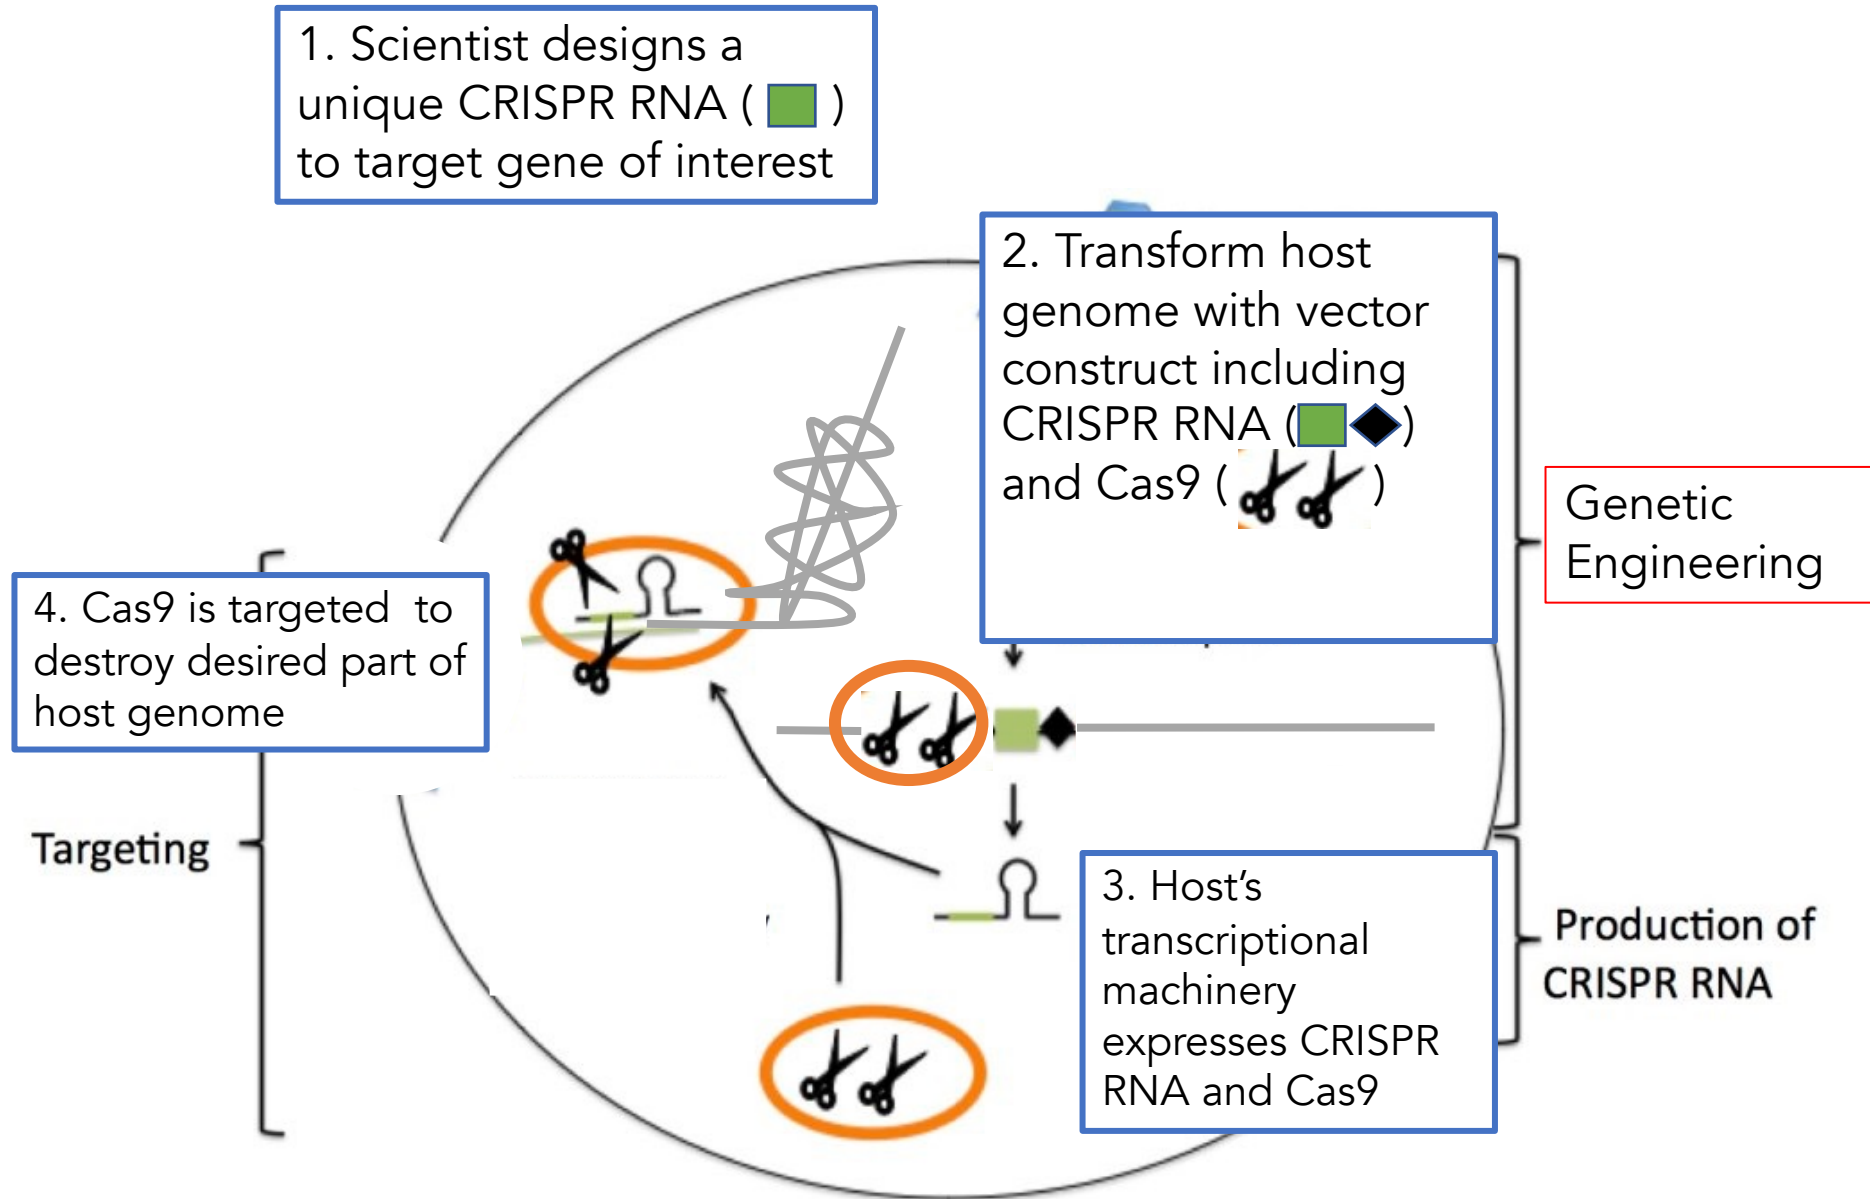 1. Scientist designs a
unique CRISPR RNA ( )
to target gene of interest
2. Transform host
genome with vector
construct including
CRISPR RNA ( )
and Cas9 ( )
Genetic
Engineering
4. Cas9 is targeted to
destroy desired part of
host genome
Targeting
3. Host's
transcriptional
machinery
expresses CRISPR
RNA and Cas9
Production of
CRISPR RNA